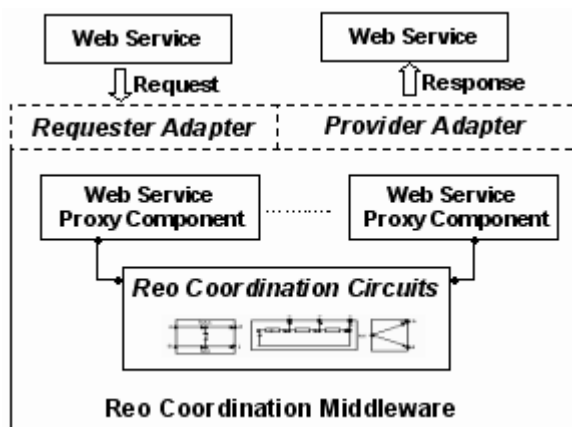 Web Service
Web Service
Request
Response
Requester Adapter
Provider Adapter
Web Service
Proxy Component
..........
Web Service
Proxy Component
Reo Coordination Circuits
Reo Coordination Middleware